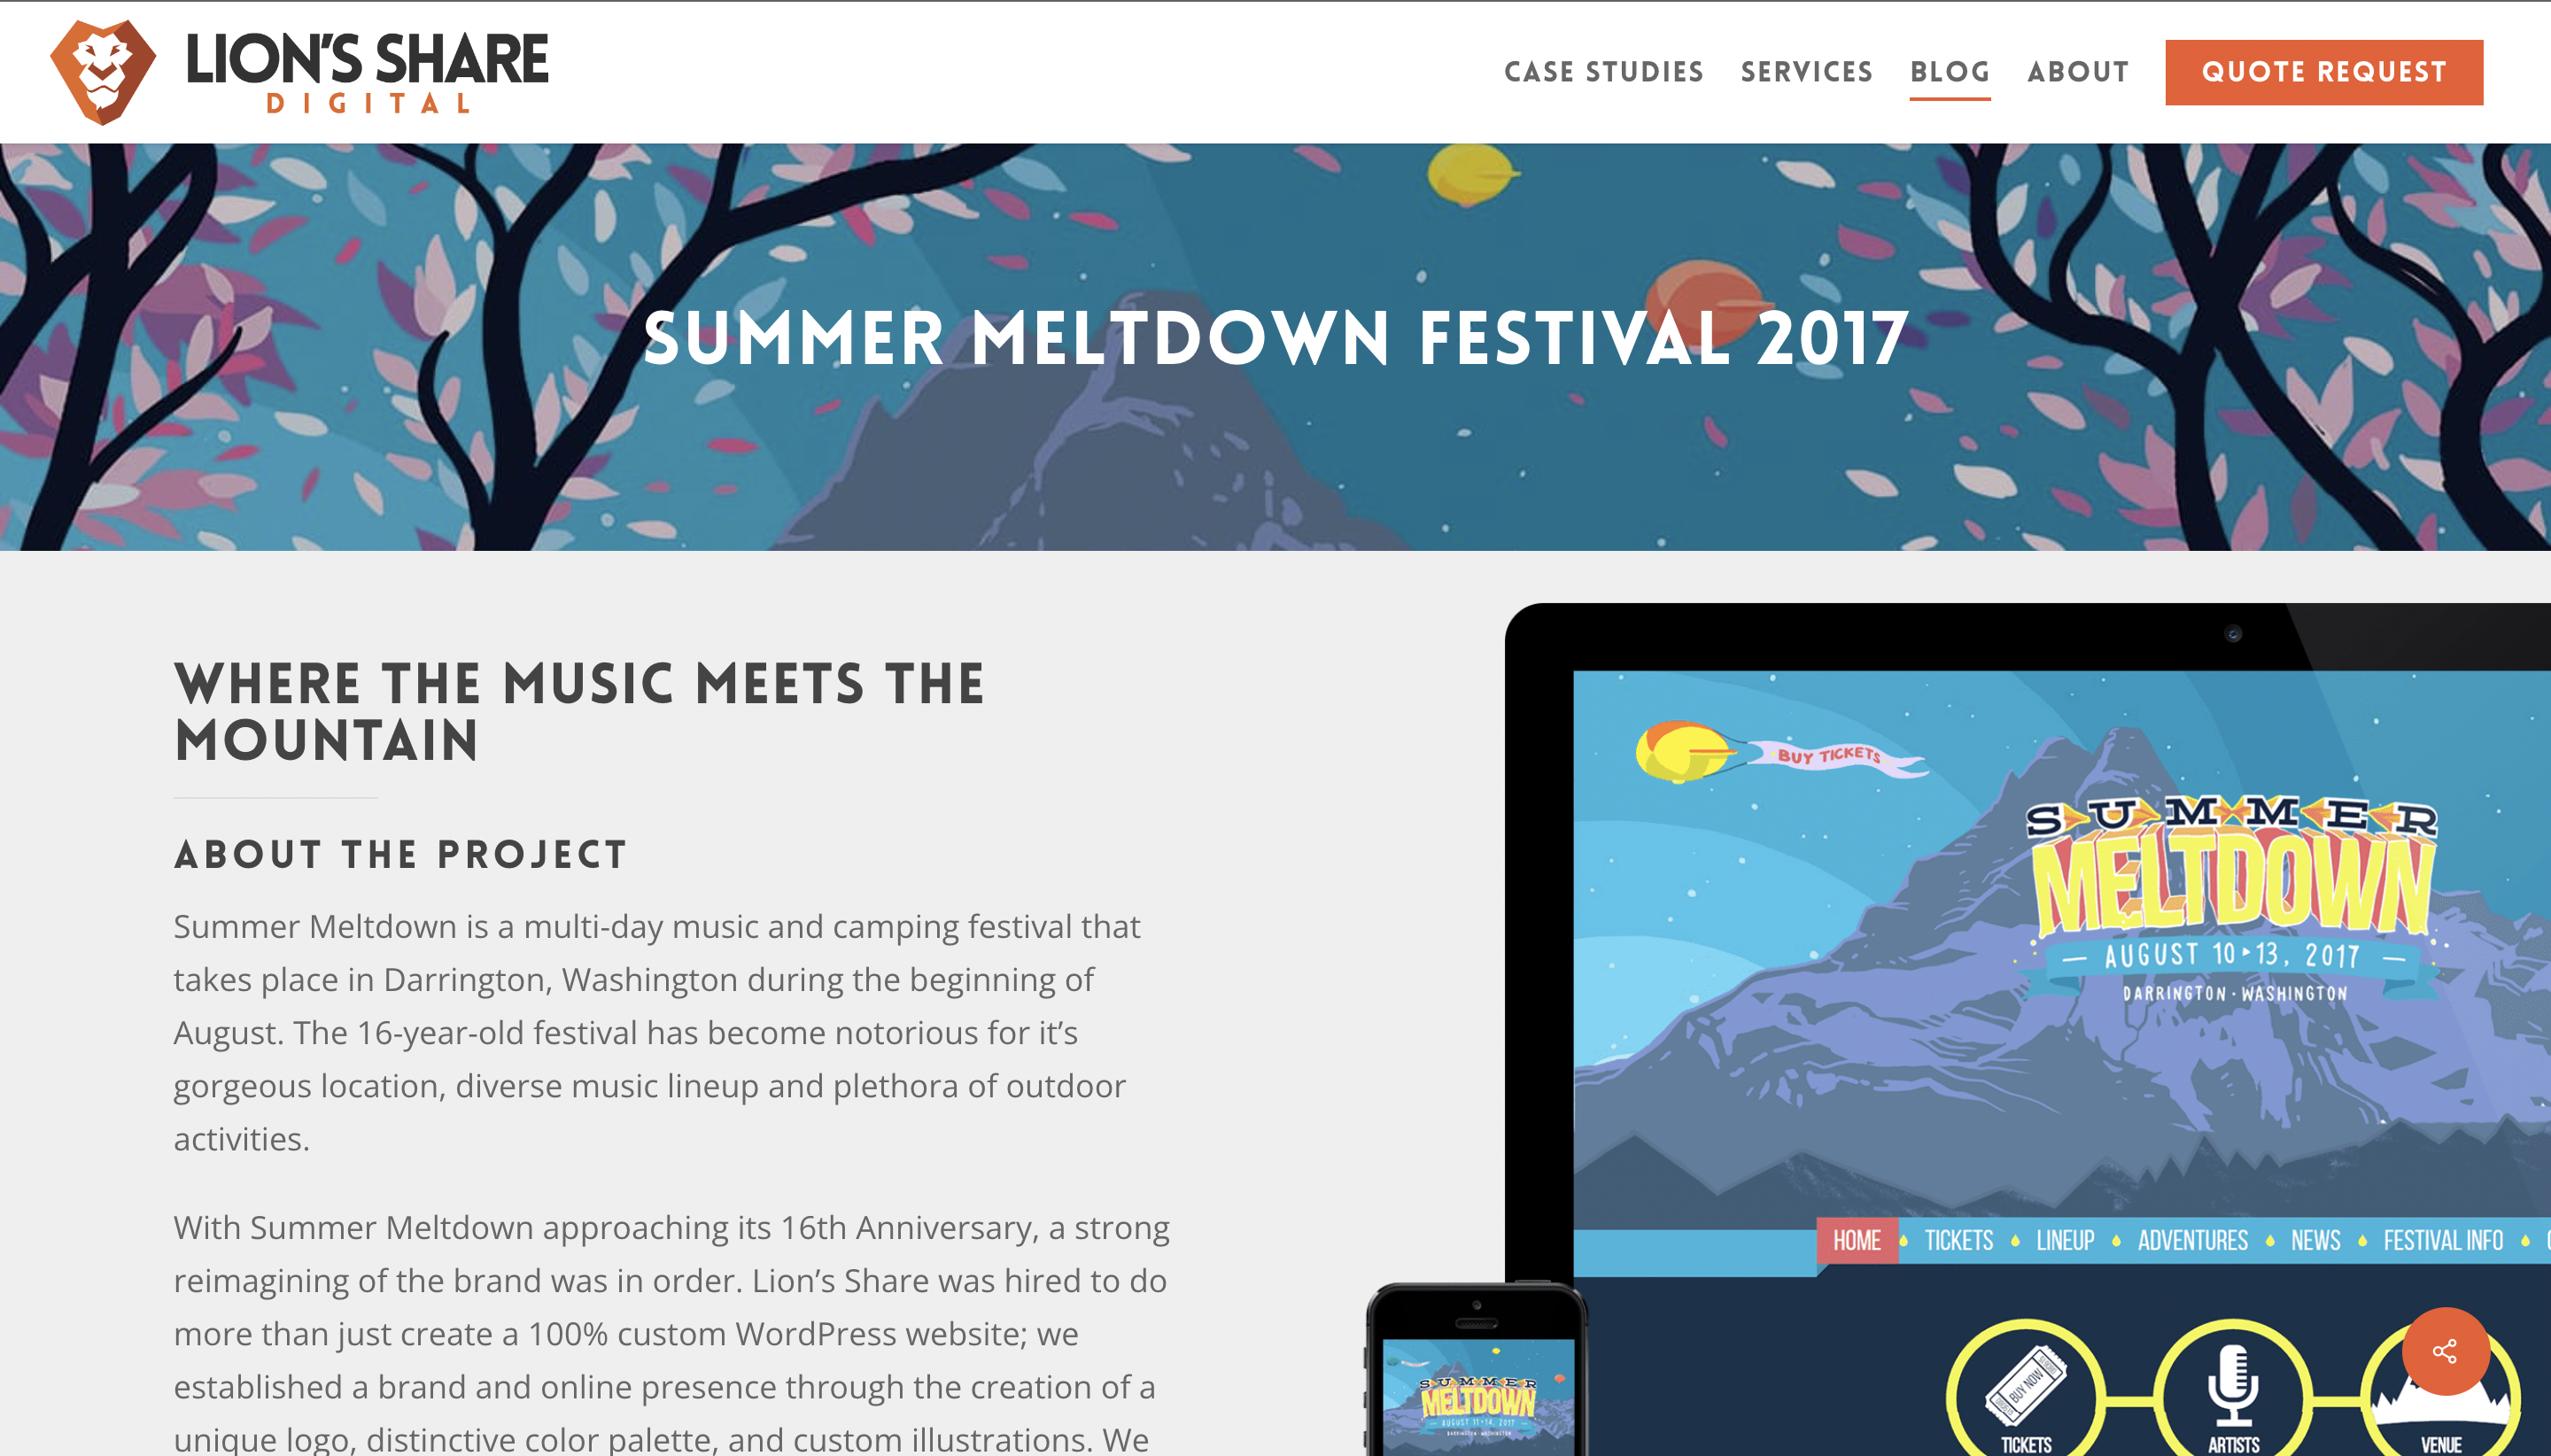 LION'S SHARE
DIGITAL
CASE STUDIES
SERVICES
BLOG
ABOUT
QUOTE REQUEST
SUMMER MELTDOWN FESTIVAL 2017
WHERE THE MUSIC MEETS THE
MOUNTAIN
ABOUT THE PROJECT
Summer Meltdown is a multi-day music and camping festival that
takes place in Darrington, Washington during the beginning of
August. The 16-year-old festival has become notorious for it’s
gorgeous location, diverse music lineup and plethora of outdoor
activities.
With Summer Meltdown approaching its 16th Anniversary, a strong
reimagining of the brand was in order. Lion’s Share was hired to do
more than just create a 100% custom WordPress website; we
established a brand and online presence through the creation of a
unique logo, distinctive color palette, and custom illustrations. We
BUY TICKETS
SUMMER
MELTDOWN
— AUGUST 10▸13, 2017 —
DARRINGTON · WASHINGTON
HOME
TICKETS
LINEUP
ADVENTURES
NEWS
FESTIVAL INFO
BUY NOW
TICKETS
ARTISTS
VENUE
SUMMER
MELTDOWN
DARRINGTON · WASHINGTON